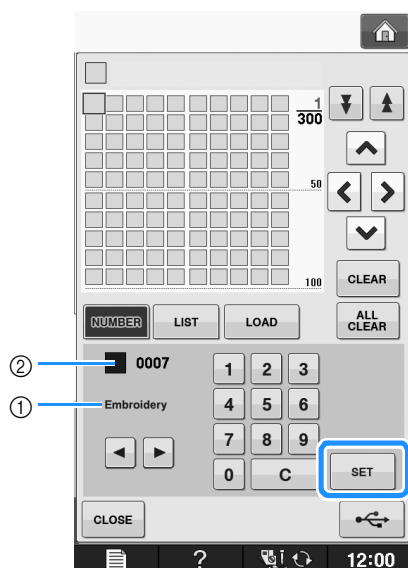 1
300
50
100
CLEAR
NUMBER LIST LOAD ALL CLEAR
② 0007
1 2 3
① Embroidery
4 5 6
7 8 9
0 C SET
CLOSE
? 12:00